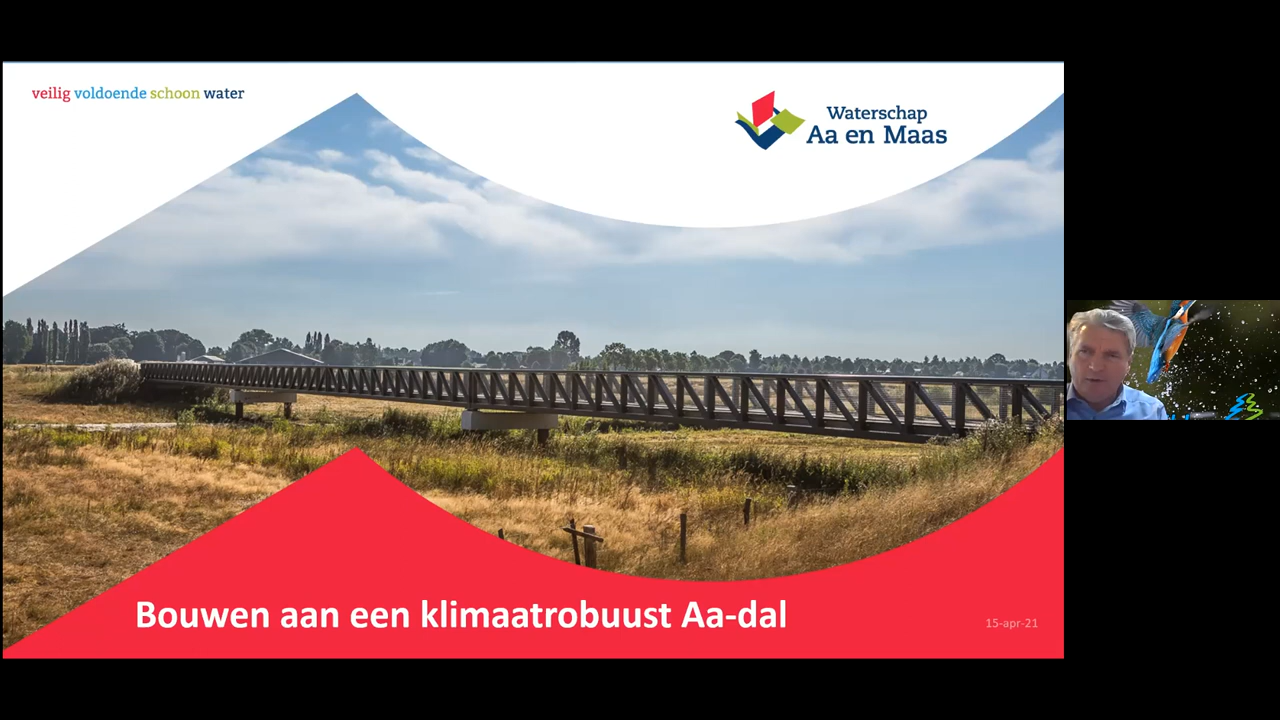 veilig voldoende schoon water
Waterschap
Aa en Maas
Bouwen aan een klimaatrobuust Aa-dal
15-apr-21